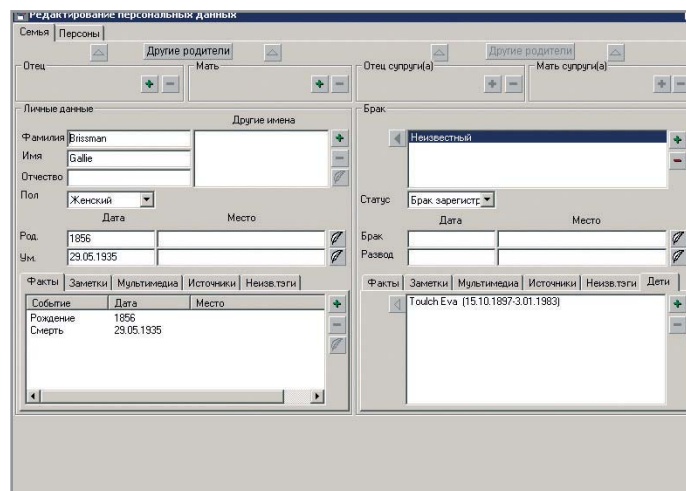 Редактирование персональных данных
Семья Персоны
Другие родители Другие родители
Отец Мать Отец супруги(а) Мать супруги(а)
Личные данные Брак
Другие имена
Фамилия Brissman Неизвестный
Имя Gallie
Отчество
Пол Женский Статус Брак зарегистр
Дата Место Дата Место
Род. 1856 Брак
Ум. 29.05.1935 Развод
Факты Заметки Мультимедиа Источники Неизв.тэги Факты Заметки Мультимедиа Источники Неизв.тэги Дети
Событие Дата Место Toulch Eva (15.10.1897-3.01.1983)
Рождение 1856
Смерть 29.05.1935